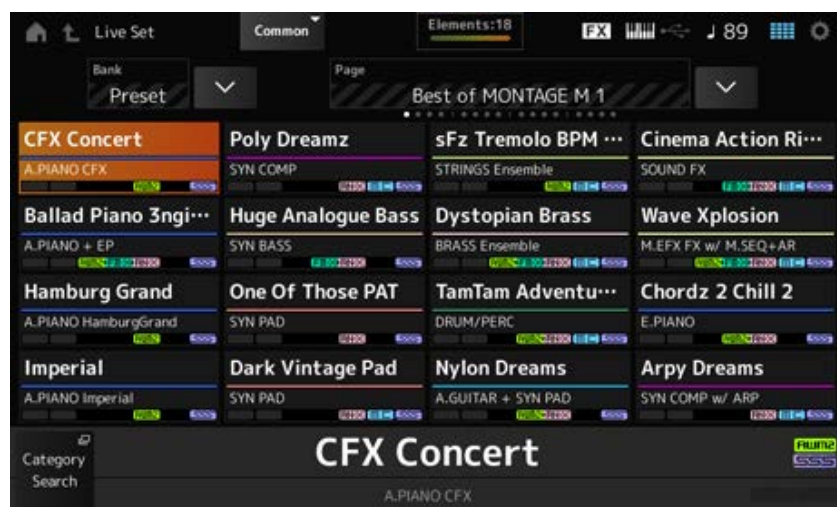 Live Set
Common
Elements:18
FX
89
Bank
Preset
Page
Best of MONTAGE M 1
CFX Concert
A.PIANO CFX
Poly Dreamz
SYN COMP
sFz Tremolo BPM ···
STRINGS Ensemble
Cinema Action Ri···
SOUND FX
Ballad Piano 3ngi···
A.PIANO + EP
Huge Analogue Bass
SYN BASS
Dystopian Brass
BRASS Ensemble
Wave Xplosion
M.EFX FX w/ M.SEQ+AR
Hamburg Grand
A.PIANO HamburgGrand
One Of Those PAT
SYN PAD
TamTam Adventu···
DRUM/PERC
Chordz 2 Chill 2
E.PIANO
Imperial
A.PIANO Imperial
Dark Vintage Pad
SYN PAD
Nylon Dreams
A.GUITAR + SYN PAD
Arpy Dreams
SYN COMP w/ ARP
Category
Search
CFX Concert
A.PIANO CFX
AWM2
SSS